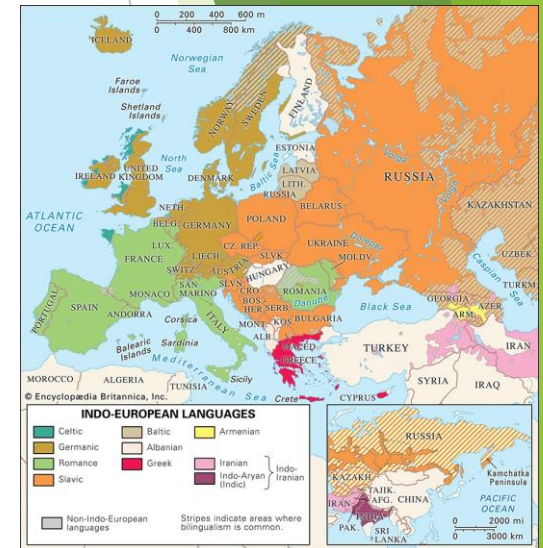 0 200 400 600 m
0 400 800 km
ICELAND
Norwegian
Sea
Faroe
Islands
Shetland
Islands
NORWAY
SWEDEN
FINLAND
ESTONIA
LATVIA
LITH.
RUSSIA
Baltic Sea
North
Sea
DENMARK
IRELAND
UNITED
KINGDOM
RUSSIA
Volga
Volga
KAZAKHSTAN
ATLANTIC
OCEAN
NETH.
BELG.
GERMANY
POLAND
BELARUS
LUX.
CZ. REP.
SLVK.
UKRAINE
Dnieper
MOLDV.
FRANCE
LIECH.
SWITZ.
AUSTRIA
HUNGARY
SLVN.
CRO.
ROMANIA
Danube
UZBEK.
TURKM.
Caspian Sea
MONACO
SAN
MARINO
BOS.-
HER.
SERB.
MONT.
KOS.
BULGARIA
Black Sea
GEORGIA
AZER.
ARM.
PORTUGAL
SPAIN
ANDORRA
Corsica
ITALY
ALB.
MACED.
GREECE
TURKEY
IRAN
Balearic
Islands
Sardinia
Mediterranean Sea
Sicily
Crete
CYPRUS
SYRIA
IRAQ
MOROCCO
ALGERIA
TUNISIA
© Encyclopædia Britannica, Inc.
INDO-EUROPEAN LANGUAGES
Celtic
Germanic
Romance
Slavic
Baltic
Albanian
Greek
Armenian
Iranian
Indo-Aryan
(Indic)
Indo-
Iranian
Non-Indo-European
languages
Stripes indicate areas where
bilingualism is common.
RUSSIA
Kamchatka
Peninsula
KAZAKH.
TAJIK.
AFG.
CHINA
PACIFIC
OCEAN
IRAN
INDIA
PAK.
SRI
LANKA
0 2000 mi
0 3000 km